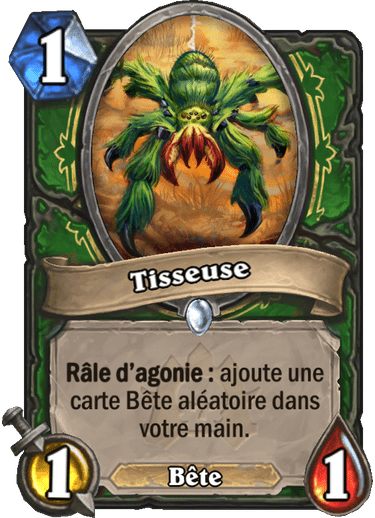 1
Tisseuse
Râle d’agonie : ajoute une
carte Bête aléatoire dans
votre main.
1
Bête
1